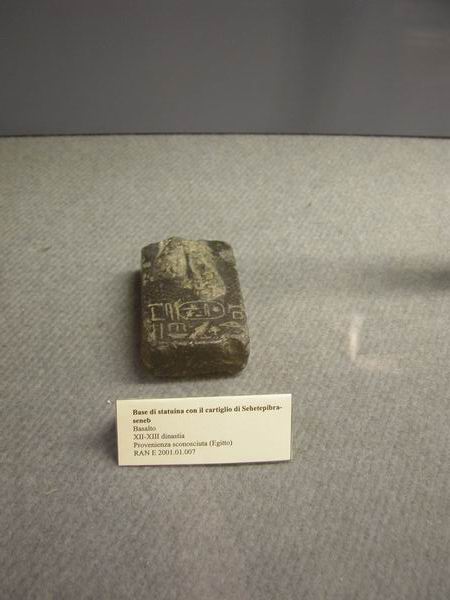 Base di statuina con il cartiglio di Sehetepibra-
seneb
Basalto
XII-XIII dinastia
Provenienza sconosciuta (Egitto)
RAN E 2001.01.007